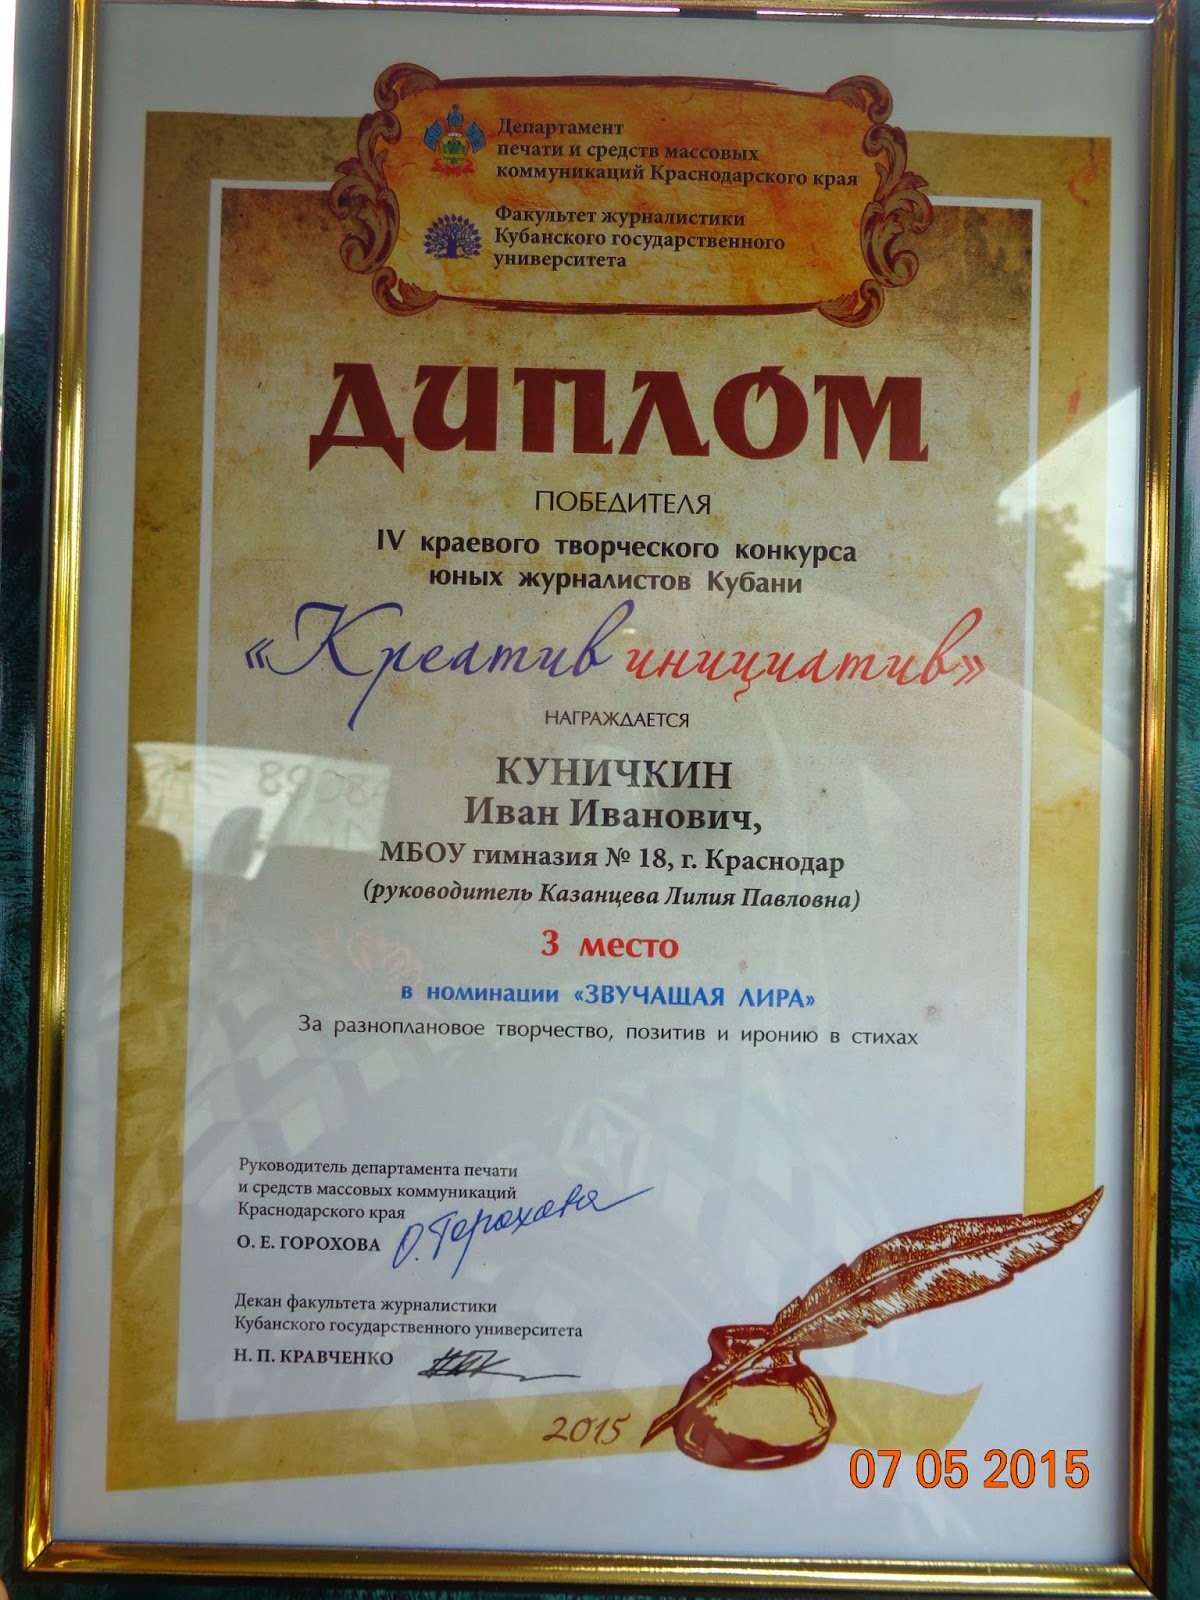 Департамент
печати и средств массовых
коммуникаций Краснодарского края
Факультет журналистики
Кубанского государственного
университета
ДИПЛОМ
ПОБЕДИТЕЛЯ
IV краевого творческого конкурса
юных журналистов Кубани
«Креатив инициатив»
НАГРАЖДАЕТСЯ
КУНИЧКИН
Иван Иванович,
МБОУ гимназия № 18, г. Краснодар
(руководитель Казанцева Лилия Павловна)
3 место
в номинации «ЗВУЧАЩАЯ ЛИРА»
За разноплановое творчество, позитив и иронию в стихах
Руководитель департамента печати
и средств массовых коммуникаций
Краснодарского края
О. Е. ГОРОХОВА О.Горохова
Декан факультета журналистики
Кубанского государственного университета
Н. П. КРАВЧЕНКО
2015
07 05 2015